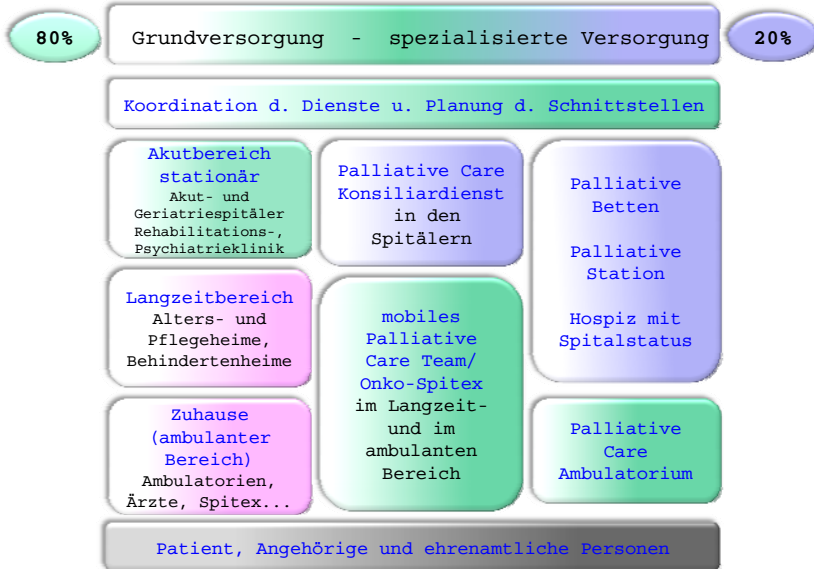 80%
Grundversorgung - spezialisierte Versorgung
20%
Koordination d. Dienste u. Planung d. Schnittstellen
Akutbereich
stationär
Akut- und
Geriatriespitäler
Rehabilitations-,
Psychiatrieklinik
Palliative Care
Konsiliardienst
in den
Spitälern
Palliative
Betten
Palliative
Station
Hospiz mit
Spitalstatus
Langzeitbereich
Alters- und
Pflegeheime,
Behindertenheime
mobiles
Palliative
Care Team/
Onko-Spitex
im Langzeit-
und im
ambulanten
Bereich
Zuhause
(ambulanter
Bereich)
Ambulatorien,
Ärzte, Spitex...
Palliative
Care
Ambulatorium
Patient, Angehörige und ehrenamtliche Personen